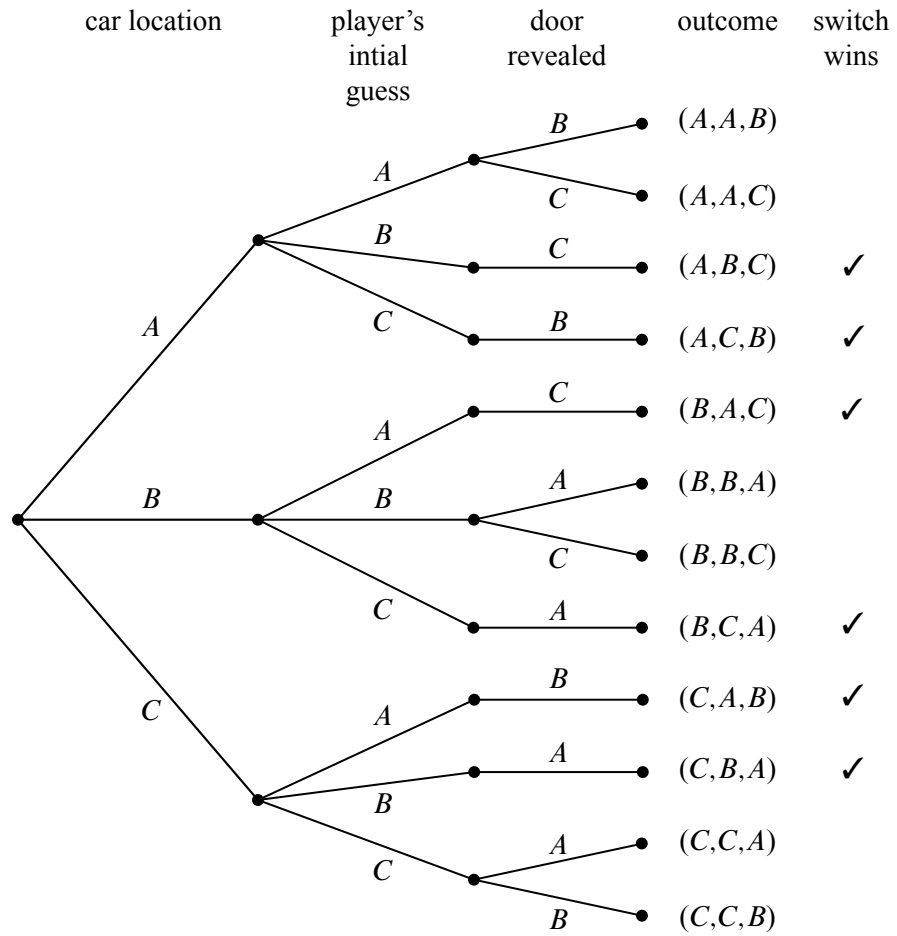 car location player's door outcome switch
intial revealed wins
guess
B (A,A,B)
A
C (A,A,C)
B C (A,B,C) ✓
A C B (A,C,B) ✓
C (B,A,C) ✓
A
B B A (B,B,A)
C (B,B,C)
C A (B,C,A) ✓
B (C,A,B) ✓
C A
A (C,B,A) ✓
B
A (C,C,A)
C
B (C,C,B)